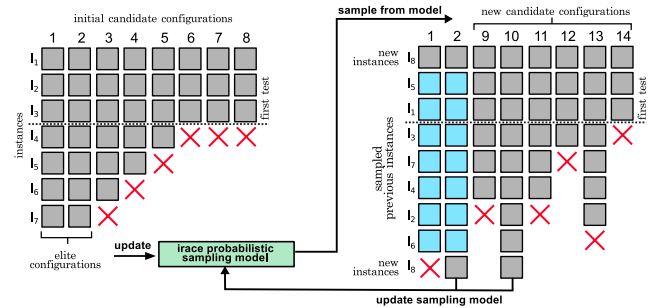 initial candidate configurations
1 2 3 4 5 6 7 8
I1
I2
I3
I4
I5
I6
I7
instances
first test
elite
configurations
update
irace probabilistic
sampling model
sample from model
new candidate configurations
1 2 9 10 11 12 13 14
new
instances
I8
I5
I1
I3
I7
I4
I2
I6
I8
first test
sampled
previous instances
new
instances
update sampling model